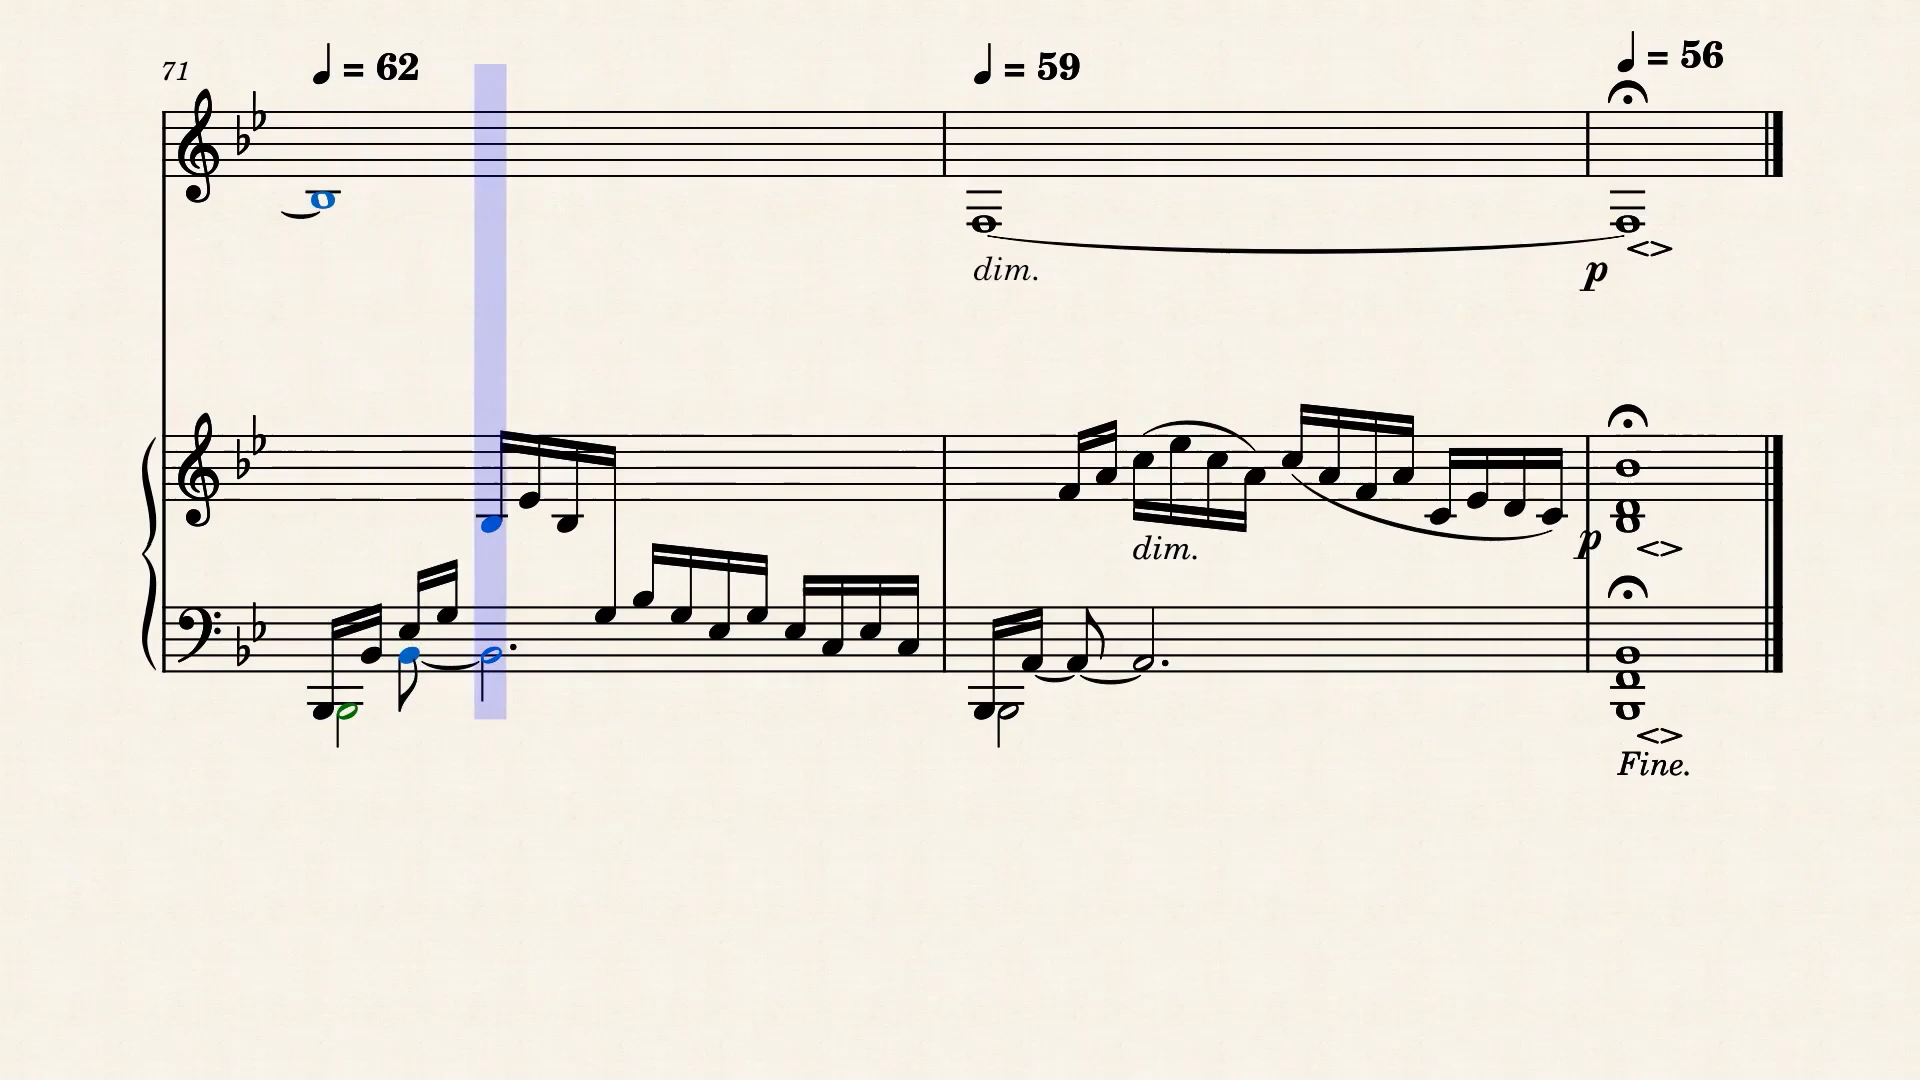 71
♩ = 62
♩ = 59
♩ = 56
dim.
p
dim.
p
Fine.